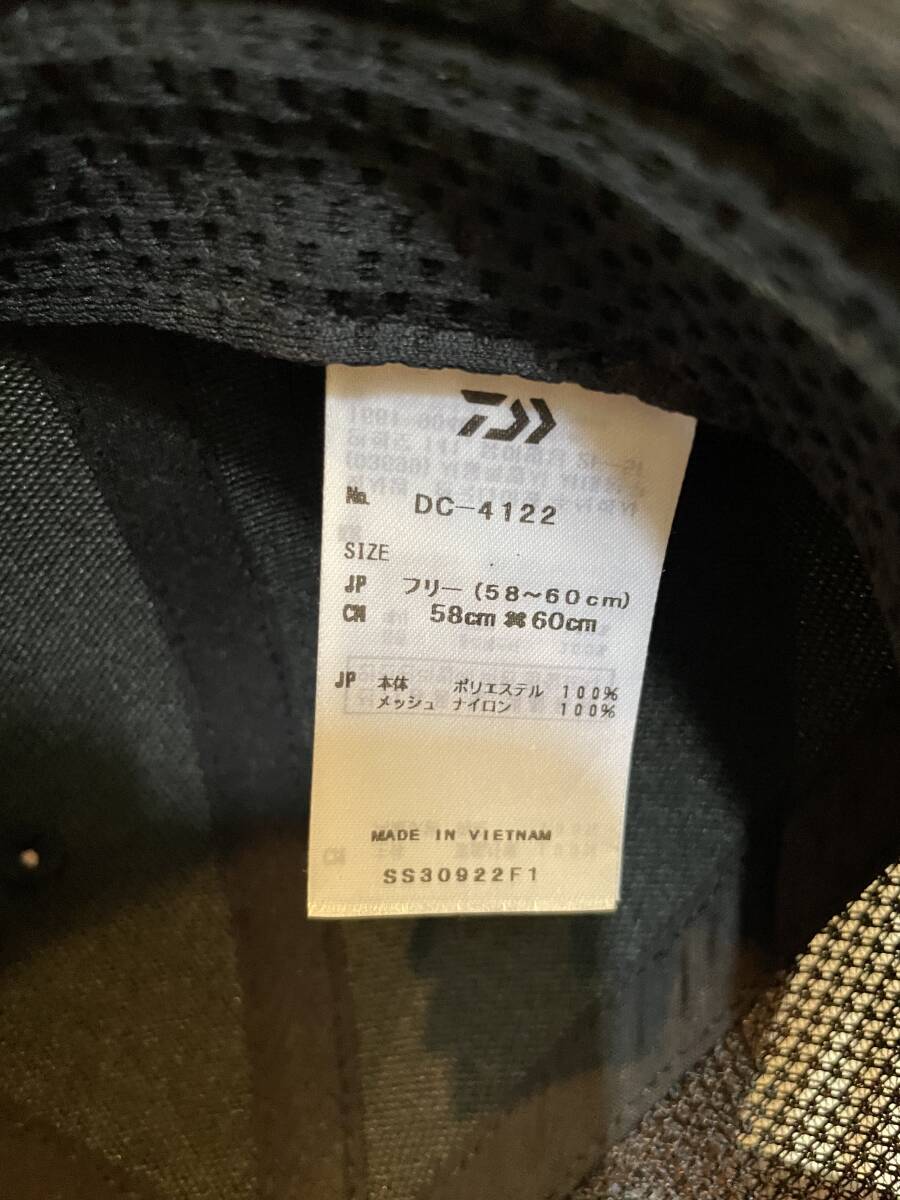 No. DC-4122
SIZE
JP フリー(58~60cm)
CN 58cm 60cm
JP 本体 ポリエステル 100%
メッシュ ナイロン 100%
MADE IN VIETNAM
SS30922F1